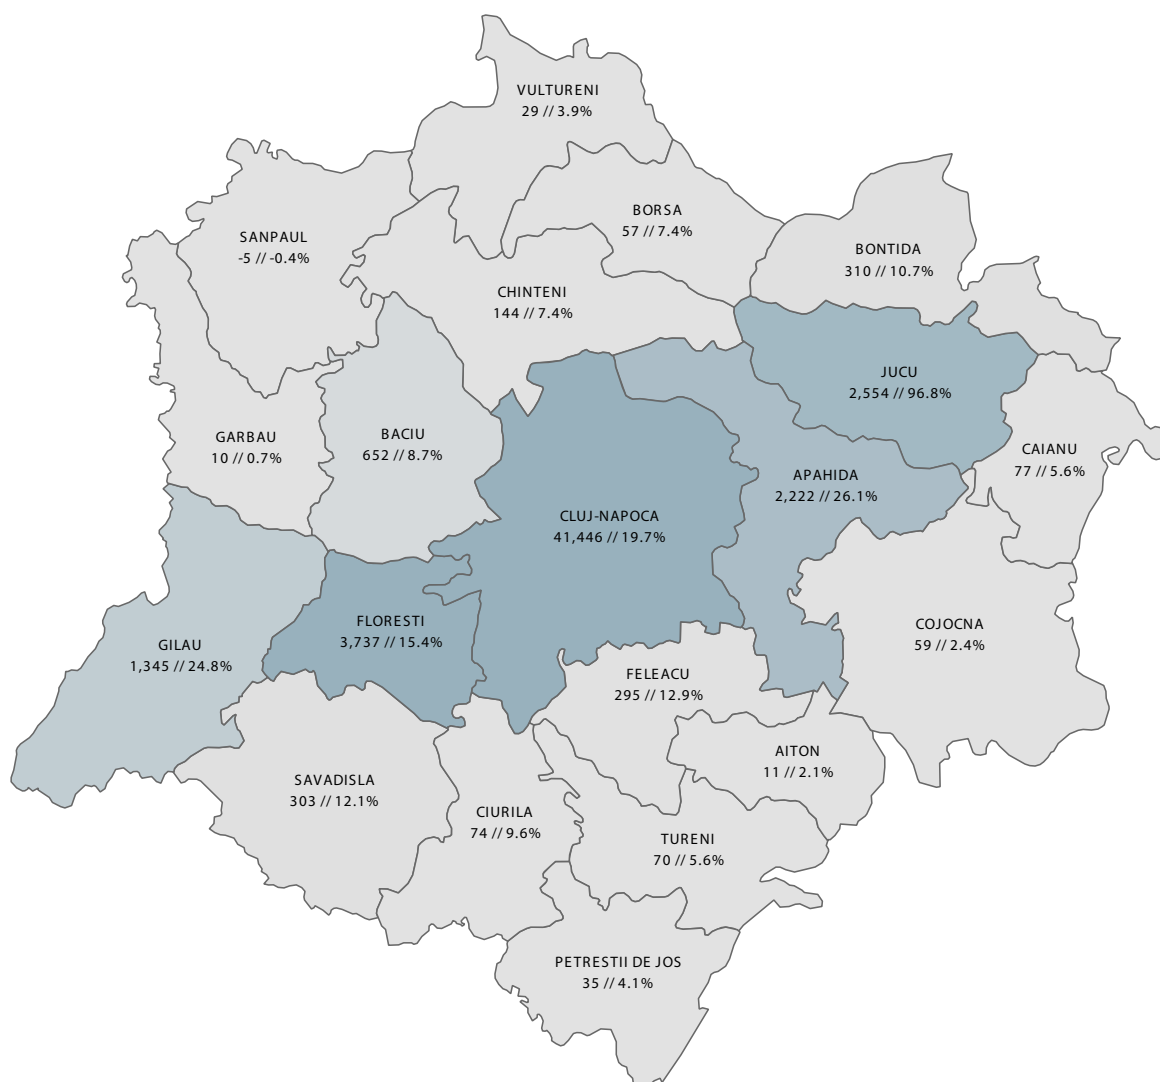 VULTURENI
29 // 3.9%
BORSA
57 // 7.4%
SANPAUL
-5 // -0.4%
BONTIDA
310 // 10.7%
CHINTENI
144 // 7.4%
JUCU
2,554 // 96.8%
GARBAU
10 // 0.7%
BACIU
652 // 8.7%
CAIANU
77 // 5.6%
APAHIDA
2,222 // 26.1%
CLUJ-NAPOCA
41,446 // 19.7%
FLORESTI
3,737 // 15.4%
COJOCNA
59 // 2.4%
GILAU
1,345 // 24.8%
FELEACU
295 // 12.9%
AITON
11 // 2.1%
SAVADISLA
303 // 12.1%
CIURILA
74 // 9.6%
TURENI
70 // 5.6%
PETRESTII DE JOS
35 // 4.1%